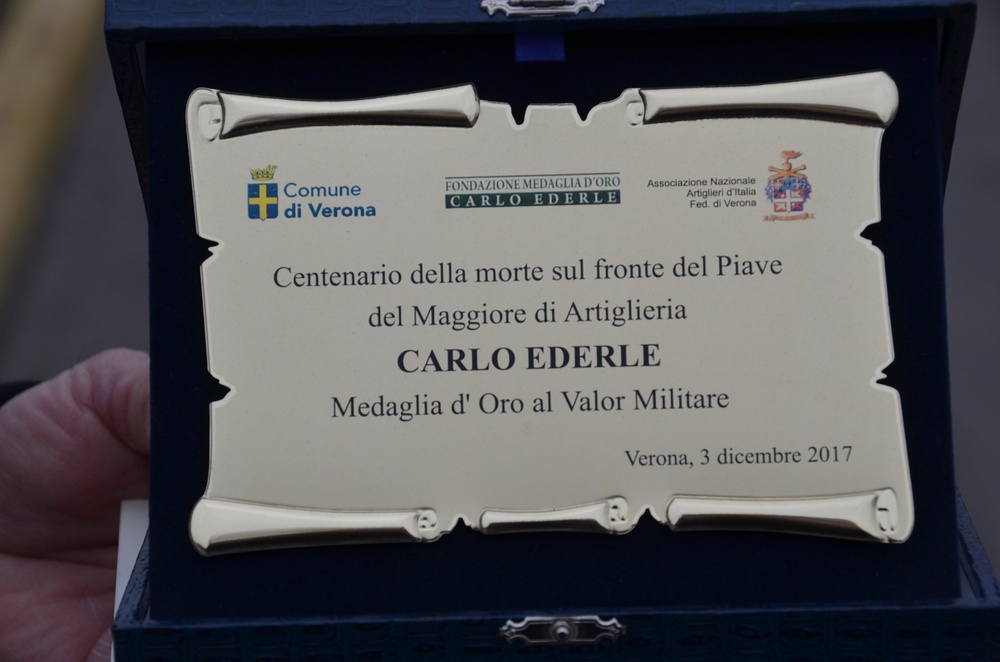 Comune
di Verona
FONDAZIONE MEDAGLIA D'ORO
CARLO EDERLE
Associazione Nazionale
Artiglieri d'Italia
Fed. di Verona
Centenario della morte sul fronte del Piave
del Maggiore di Artiglieria
CARLO EDERLE
Medaglia d' Oro al Valor Militare
Verona, 3 dicembre 2017